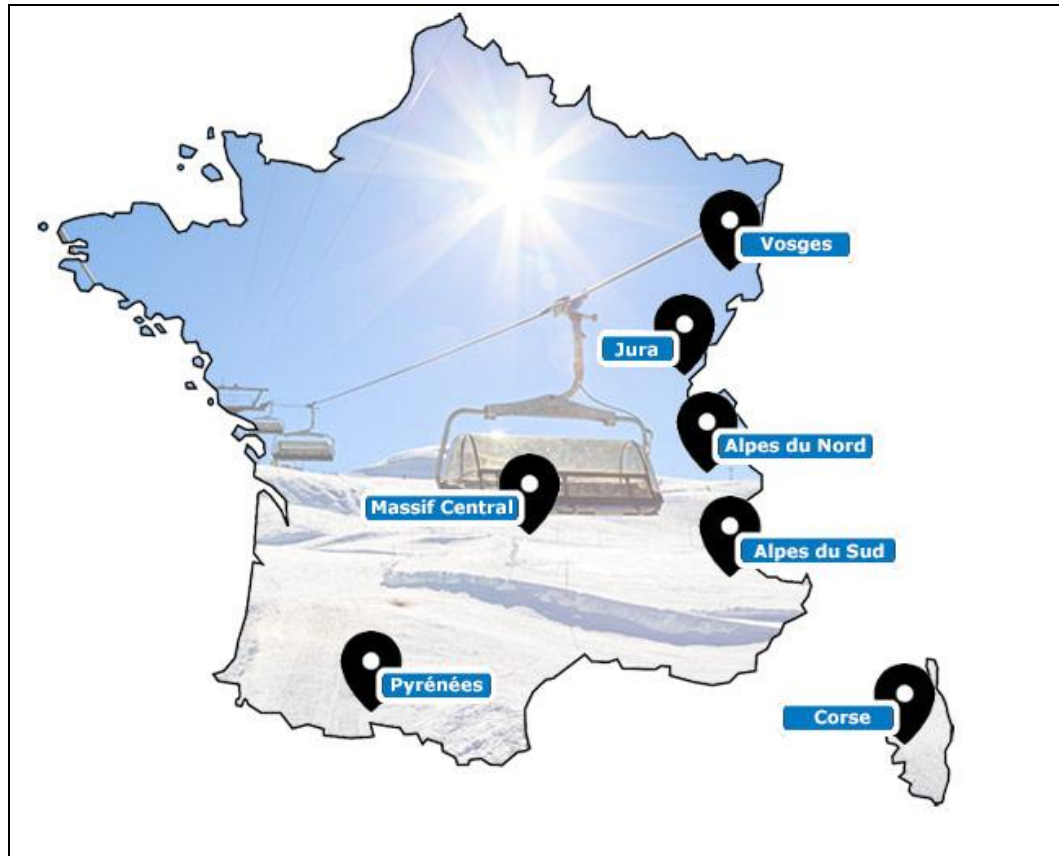 Vosges
Jura
Alpes du Nord
Massif Central
Alpes du Sud
Pyrénées
Corse